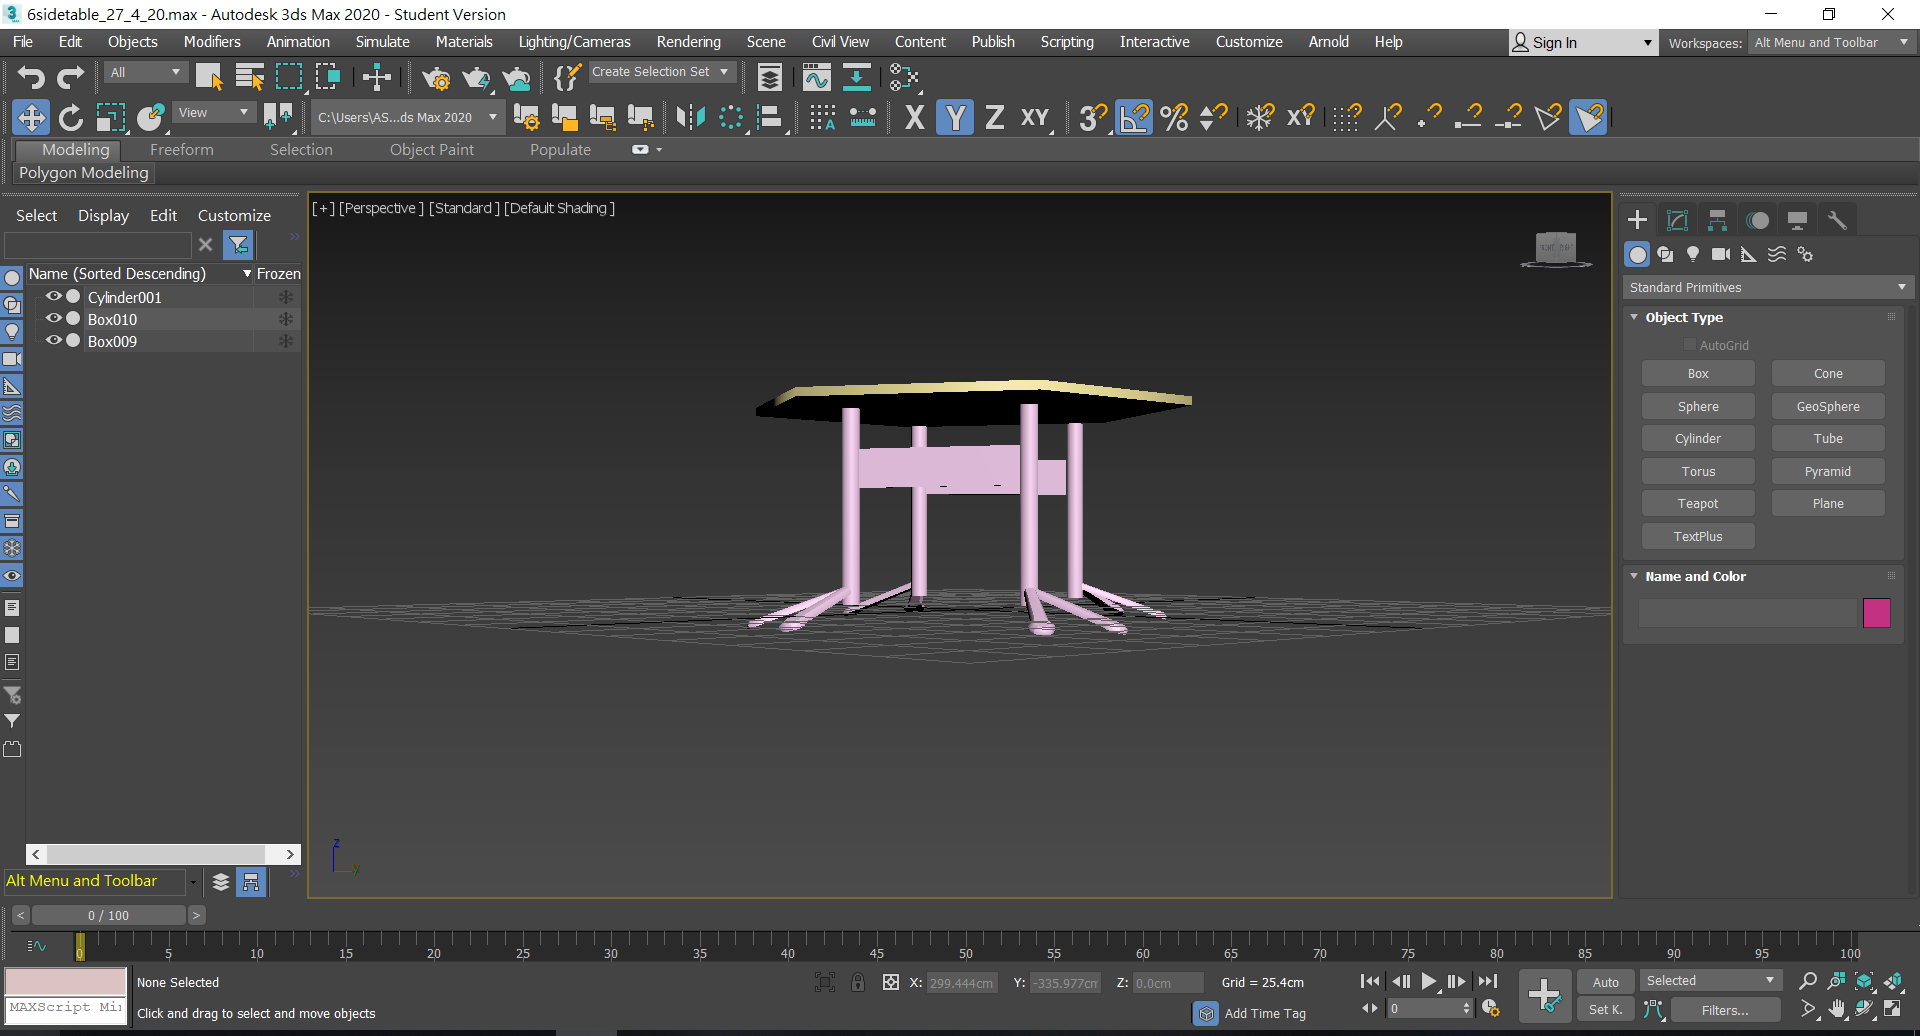 6sidetable_27_4_20.max - Autodesk 3ds Max 2020 - Student Version
File Edit Objects Modifiers Animation Simulate Materials Lighting/Cameras Rendering Scene Civil View Content Publish Scripting Interactive Customize Arnold Help Sign In Workspaces: Alt Menu and Toolbar
All Create Selection Set
View C:\Users\AS...ds Max 2020 X Y Z XY 3
Modeling Freeform Selection Object Paint Populate
Polygon Modeling
Select Display Edit Customize
[+] [Perspective] [Standard] [Default Shading]
Name (Sorted Descending) Frozen
Cylinder001
Box010
Box009
Standard Primitives
Object Type
AutoGrid
Box Cone
Sphere GeoSphere
Cylinder Tube
Torus Pyramid
Teapot Plane
TextPlus
Name and Color
z
y
Alt Menu and Toolbar
< 0 / 100 >
0 5 10 15 20 25 30 35 40 45 50 55 60 65 70 75 80 85 90 95 100
None Selected X: 299.444cm Y: -335.977cm Z: 0.0cm Grid = 25.4cm Auto Selected
MAXScript Mi Click and drag to select and move objects Add Time Tag 0 Set K. Filters...